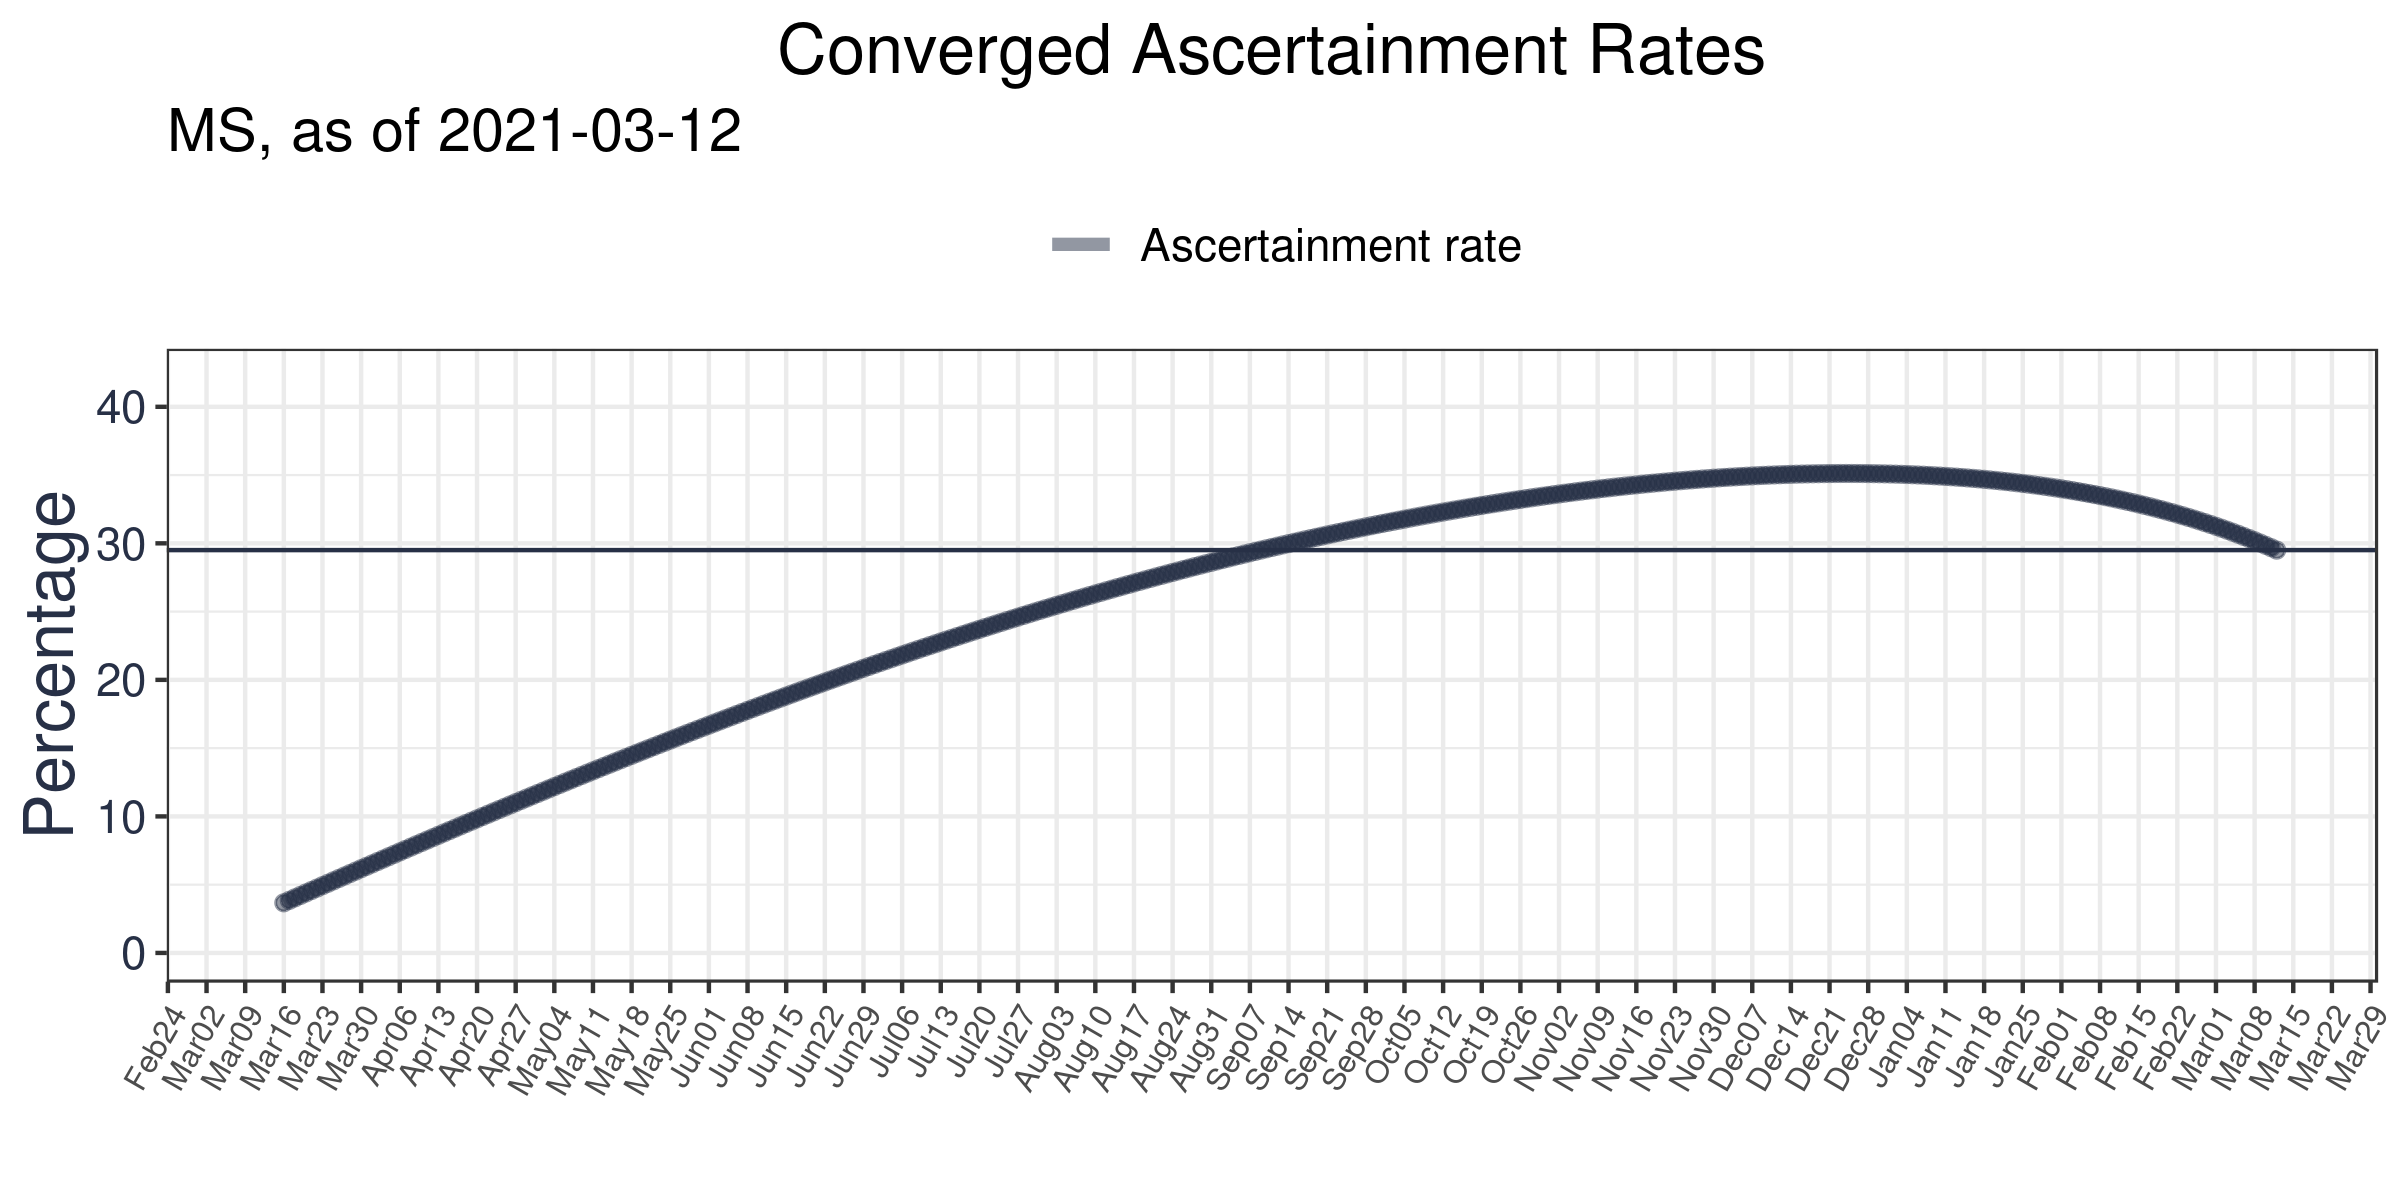 Converged Ascertainment Rates
MS, as of 2021-03-12
Ascertainment rate
Percentage
40
30
20
10
0
Feb24
Mar02
Mar09
Mar16
Mar23
Mar30
Apr06
Apr13
Apr20
Apr27
May04
May11
May18
May25
Jun01
Jun08
Jun15
Jun22
Jun29
Jul06
Jul13
Jul20
Jul27
Aug03
Aug10
Aug17
Aug24
Aug31
Sep07
Sep14
Sep21
Sep28
Oct05
Oct12
Oct19
Oct26
Nov02
Nov09
Nov16
Nov23
Nov30
Dec07
Dec14
Dec21
Dec28
Jan04
Jan11
Jan18
Jan25
Feb01
Feb08
Feb15
Feb22
Mar01
Mar08
Mar15
Mar22
Mar29